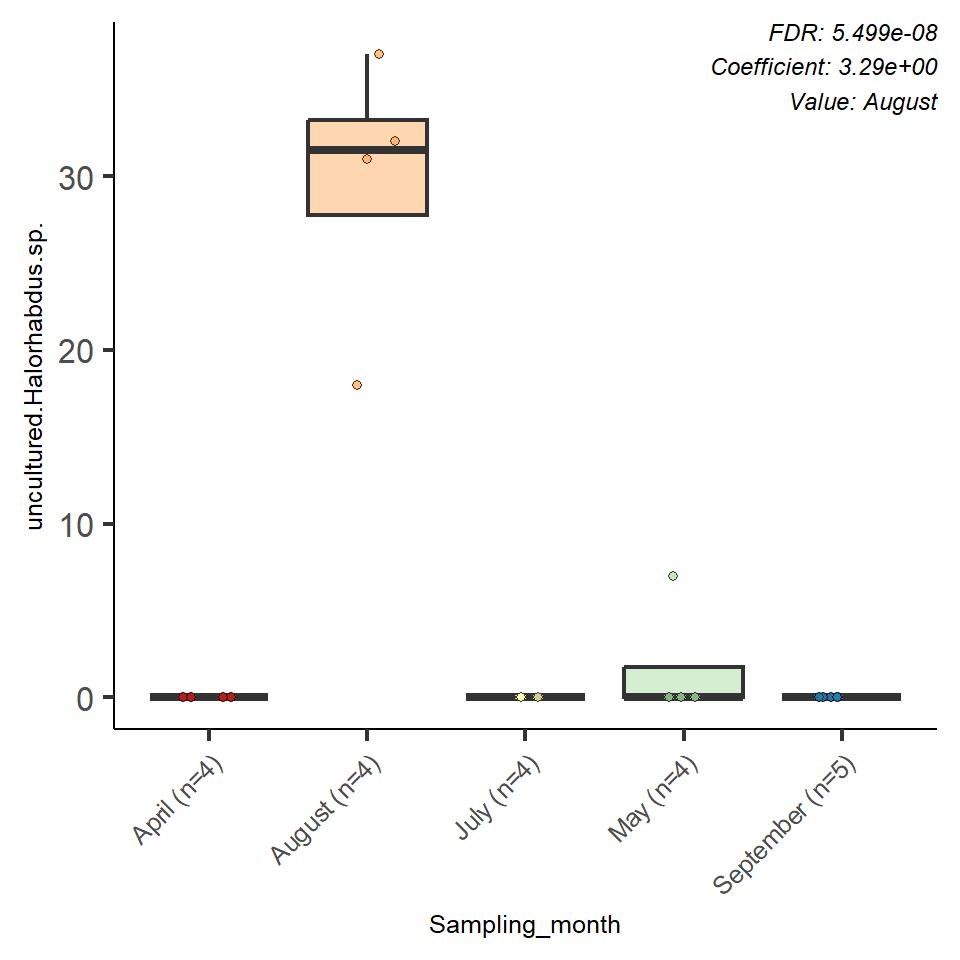 FDR: 5.499e-08
Coefficient: 3.29e+00
Value: August
uncultured.Halorhabdus.sp.
30
20
10
0
April (n=4)
August (n=4)
July (n=4)
May (n=4)
September (n=5)
Sampling_month